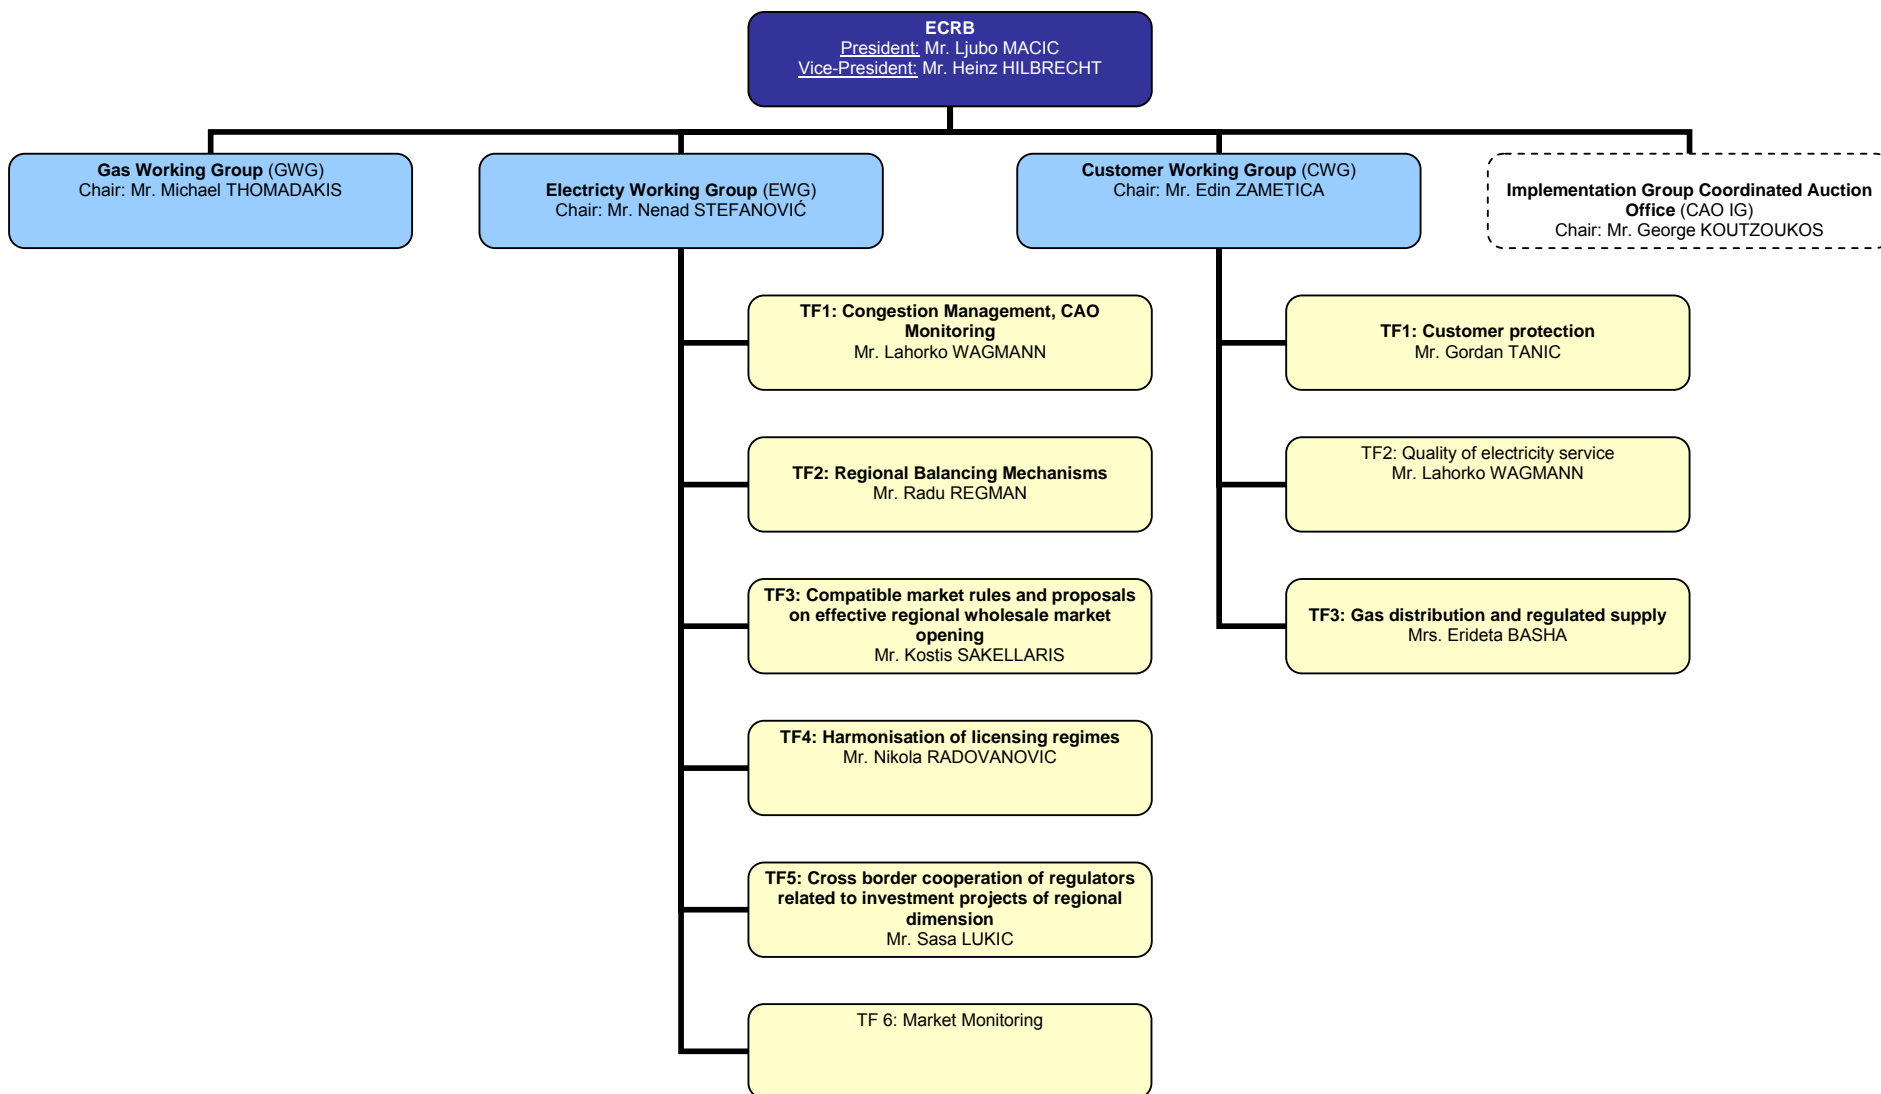 ECRB
President: Mr. Ljubo MACIC
Vice-President: Mr. Heinz HILBRECHT
Gas Working Group (GWG)
Chair: Mr. Michael THOMADAKIS
Electricty Working Group (EWG)
Chair: Mr. Nenad STEFANOVIĆ
Customer Working Group (CWG)
Chair: Mr. Edin ZAMETICA
Implementation Group Coordinated Auction
Office (CAO IG)
Chair: Mr. George KOUTZOUKOS
TF1: Congestion Management, CAO
Monitoring
Mr. Lahorko WAGMANN
TF2: Regional Balancing Mechanisms
Mr. Radu REGMAN
TF3: Compatible market rules and proposals
on effective regional wholesale market
opening
Mr. Kostis SAKELLARIS
TF4: Harmonisation of licensing regimes
Mr. Nikola RADOVANOVIC
TF5: Cross border cooperation of regulators
related to investment projects of regional
dimension
Mr. Sasa LUKIC
TF 6: Market Monitoring
TF1: Customer protection
Mr. Gordan TANIC
TF2: Quality of electricity service
Mr. Lahorko WAGMANN
TF3: Gas distribution and regulated supply
Mrs. Erideta BASHA